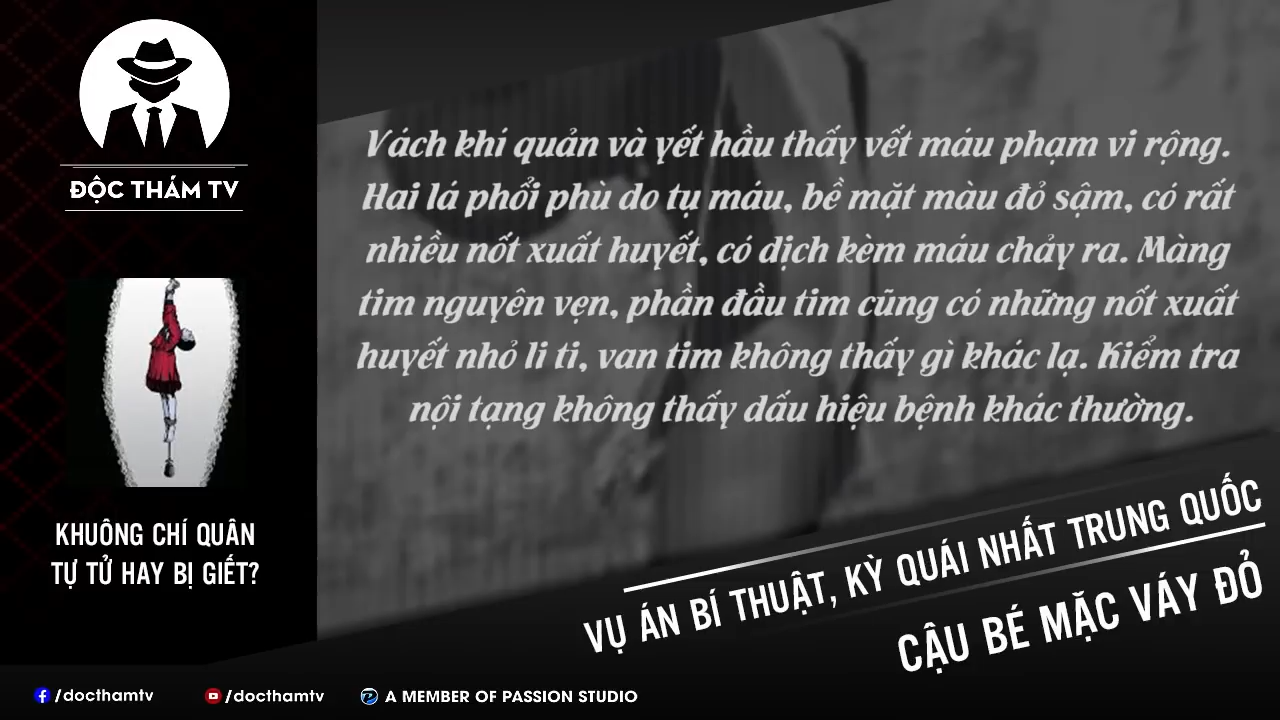 ĐỘC THÁM TV
KHUÔNG CHÍ QUÂN
TỰ TỬ HAY BỊ GIẾT?
Vách khí quản và yết hầu thấy vết máu phạm vi rộng.
Hai lá phổi phù do tụ máu, bề mặt màu đỏ sậm, có rất
nhiều nốt xuất huyết, có dịch kèm máu chảy ra. Màng
tim nguyên vẹn, phần đầu tim cũng có những nốt xuất
huyết nhỏ li ti, van tim không thấy gì khác lạ. Kiểm tra
nội tạng không thấy dấu hiệu bệnh khác thường.
VỤ ÁN BÍ THUẬT, KỲ QUÁI NHẤT TRUNG QUỐC
CẬU BÉ MẶC VÁY ĐỎ
/docthamtv
/docthamtv
A MEMBER OF PASSION STUDIO